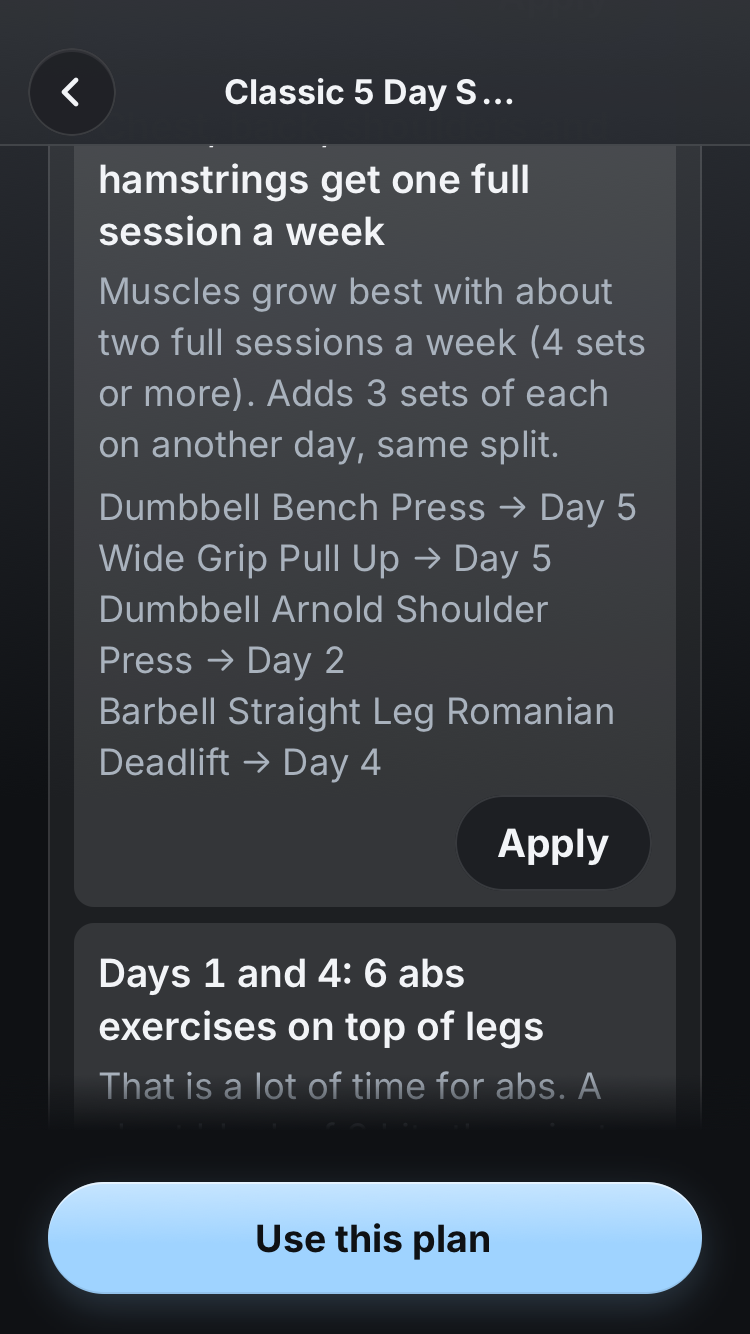 Classic 5 Day S...
hamstrings get one full
session a week
Muscles grow best with about
two full sessions a week (4 sets
or more). Adds 3 sets of each
on another day, same split.
Dumbbell Bench Press → Day 5
Wide Grip Pull Up → Day 5
Dumbbell Arnold Shoulder
Press → Day 2
Barbell Straight Leg Romanian
Deadlift → Day 4
Apply
Days 1 and 4: 6 abs
exercises on top of legs
That is a lot of time for abs. A
Use this plan